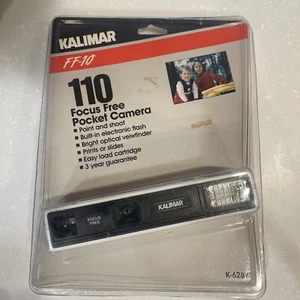 KALIMAR
FF-10
110
Focus Free
Pocket Camera
• Point and shoot
• Built-in electronic flash
• Bright optical veiwfinder
• Prints or slides
• Easy load cartridge
• 3 year guarantee
FOCUS
FREE
KALIMAR